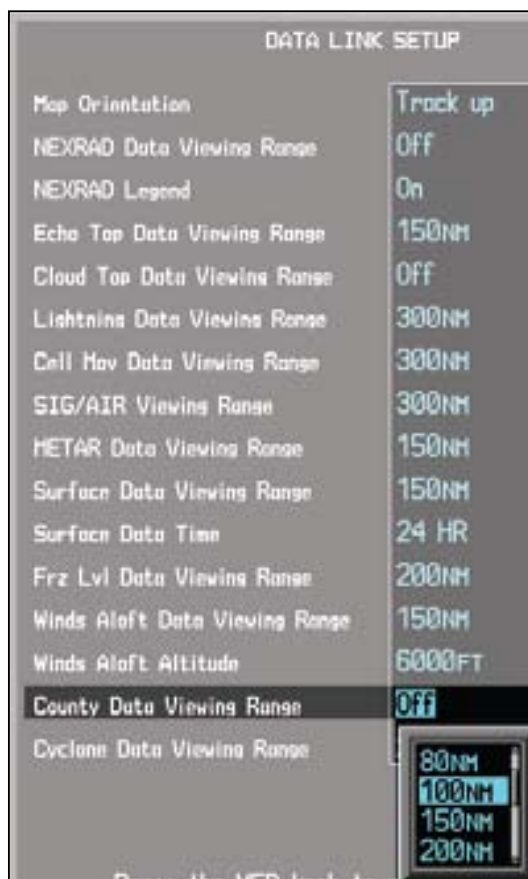 DATA LINK SETUP
Map Orientation Track up
NEXRAD Data Viewing Range Off
NEXRAD Legend On
Echo Top Data Viewing Range 150NM
Cloud Top Data Viewing Range Off
Lightning Data Viewing Range 300NM
Cell Mov Data Viewing Range 300NM
SIG/AIR Viewing Range 300NM
METAR Data Viewing Range 150NM
Surface Data Viewing Range 150NM
Surface Data Time 24 HR
Frz Lvl Data Viewing Range 200NM
Winds Aloft Data Viewing Range 150NM
Winds Aloft Altitude 6000FT
County Data Viewing Range Off
Cyclone Data Viewing Range
80NM
100NM
150NM
200NM